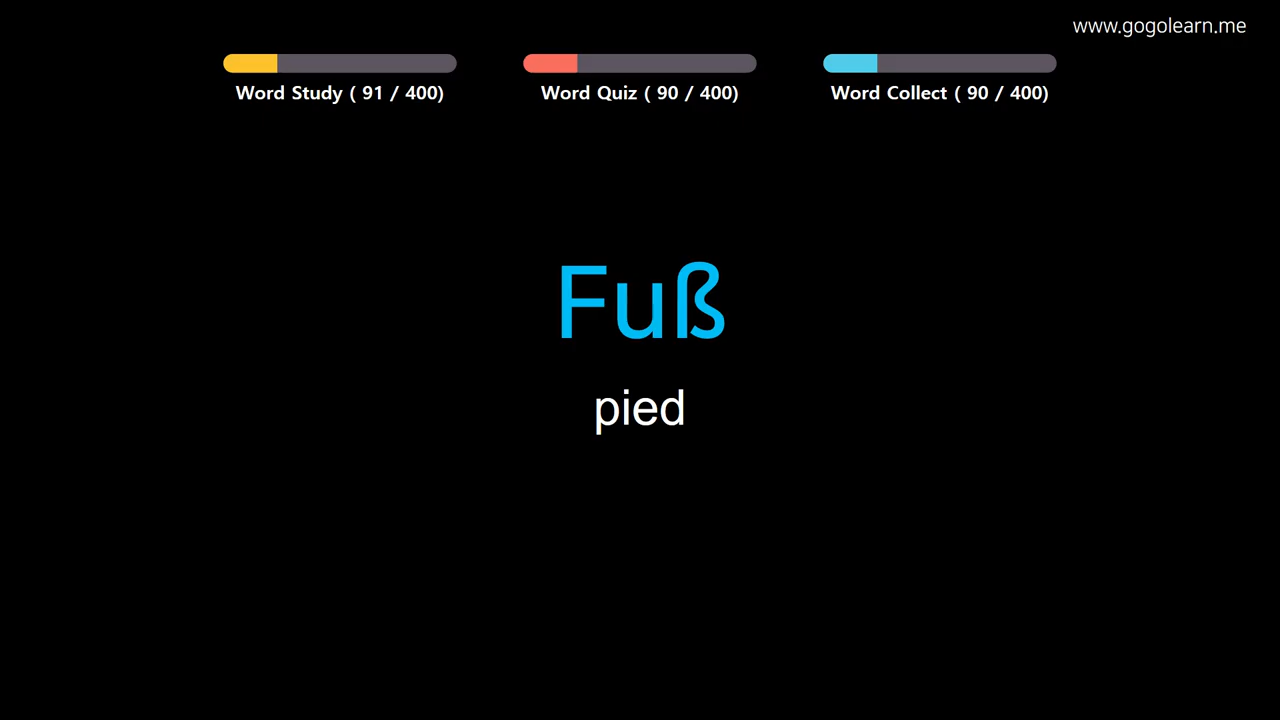 www.gogolearn.me
Word Study ( 91 / 400)
Word Quiz ( 90 / 400)
Word Collect ( 90 / 400)
Fuß
pied